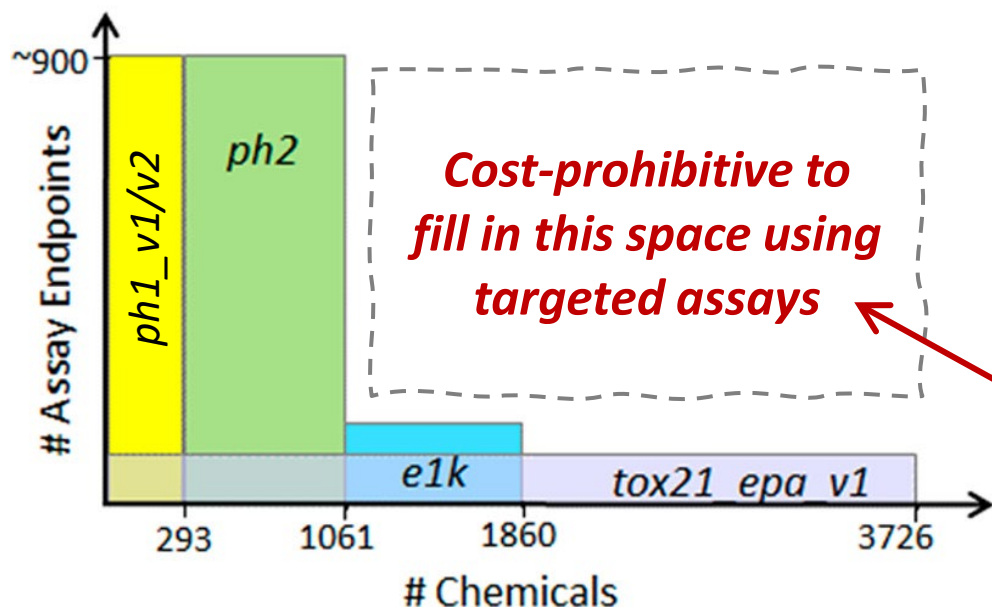 ~900
# Assay Endpoints
ph1_v1/v2
ph2
Cost-prohibitive to
fill in this space using
targeted assays
e1k
tox21_epa_v1
293
1061
1860
3726
# Chemicals